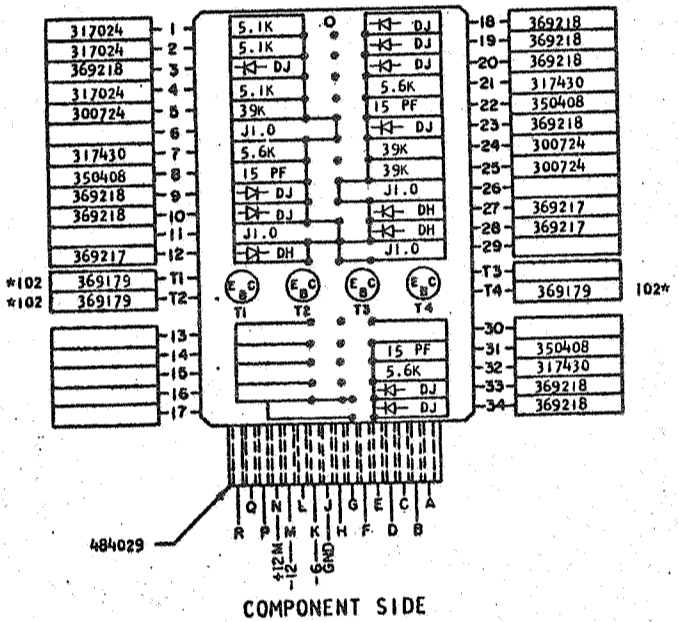 317024 1 5.1K DJ 18 369218
317024 2 5.1K DJ 19 369218
369218 3 DJ DJ 20 369218
317024 4 5.1K 5.6K 21 317430
300724 5 39K 15 PF 22 350408
6 J1.0 DJ 23 369218
317430 7 5.6K 39K 24 300724
350408 8 15 PF 39K 25 300724
369218 9 DJ J1.0 26
369218 10 DJ DH 27 369217
11 J1.0 DH 28 369217
369217 12 DH J1.0 29
*102 369179 T1 E B C E B C E B C E B C T3
*102 369179 T2 T1 T2 T3 T4 T4 369179 102*
13 30
14 15 PF 31 350408
15 5.6K 32 317430
16 DJ 33 369218
17 DJ 34 369218
R Q P N M L K J H G F E D C B A
484029
+12M -12 -6 GND
COMPONENT SIDE